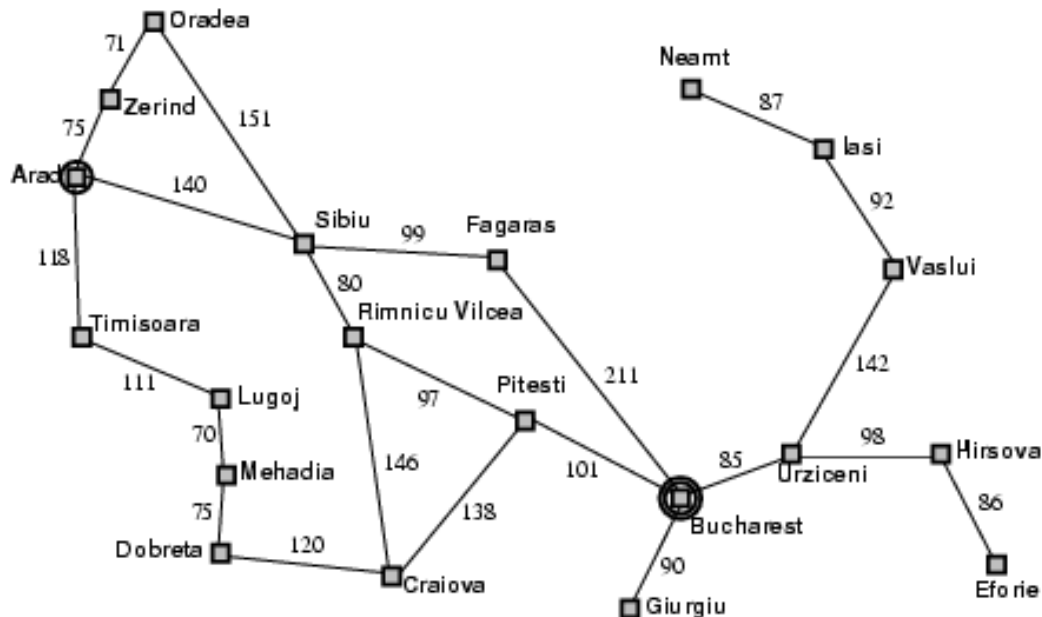 Oradea
71
Neamt
Zerind
87
75
151
Iasi
Arad
140
92
Sibiu
Fagaras
99
118
Vaslui
80
Timisoara
Rimnicu Vilcea
142
111
211
Pitesti
Lugoj
97
70
98
Hirsova
146
85
Mehadia
101
Urziceni
86
75
138
Bucharest
120
Dobreta
90
Craiova
Eforie
Giurgiu